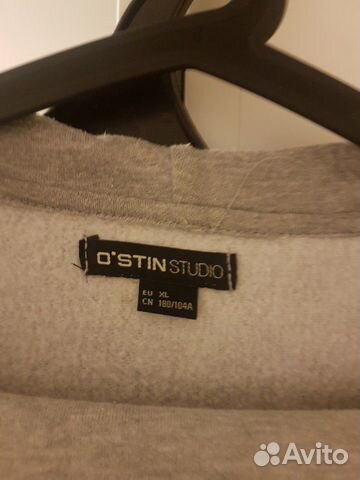 O'STIN STUDIO
EU XL
CN 180/104A
Avito